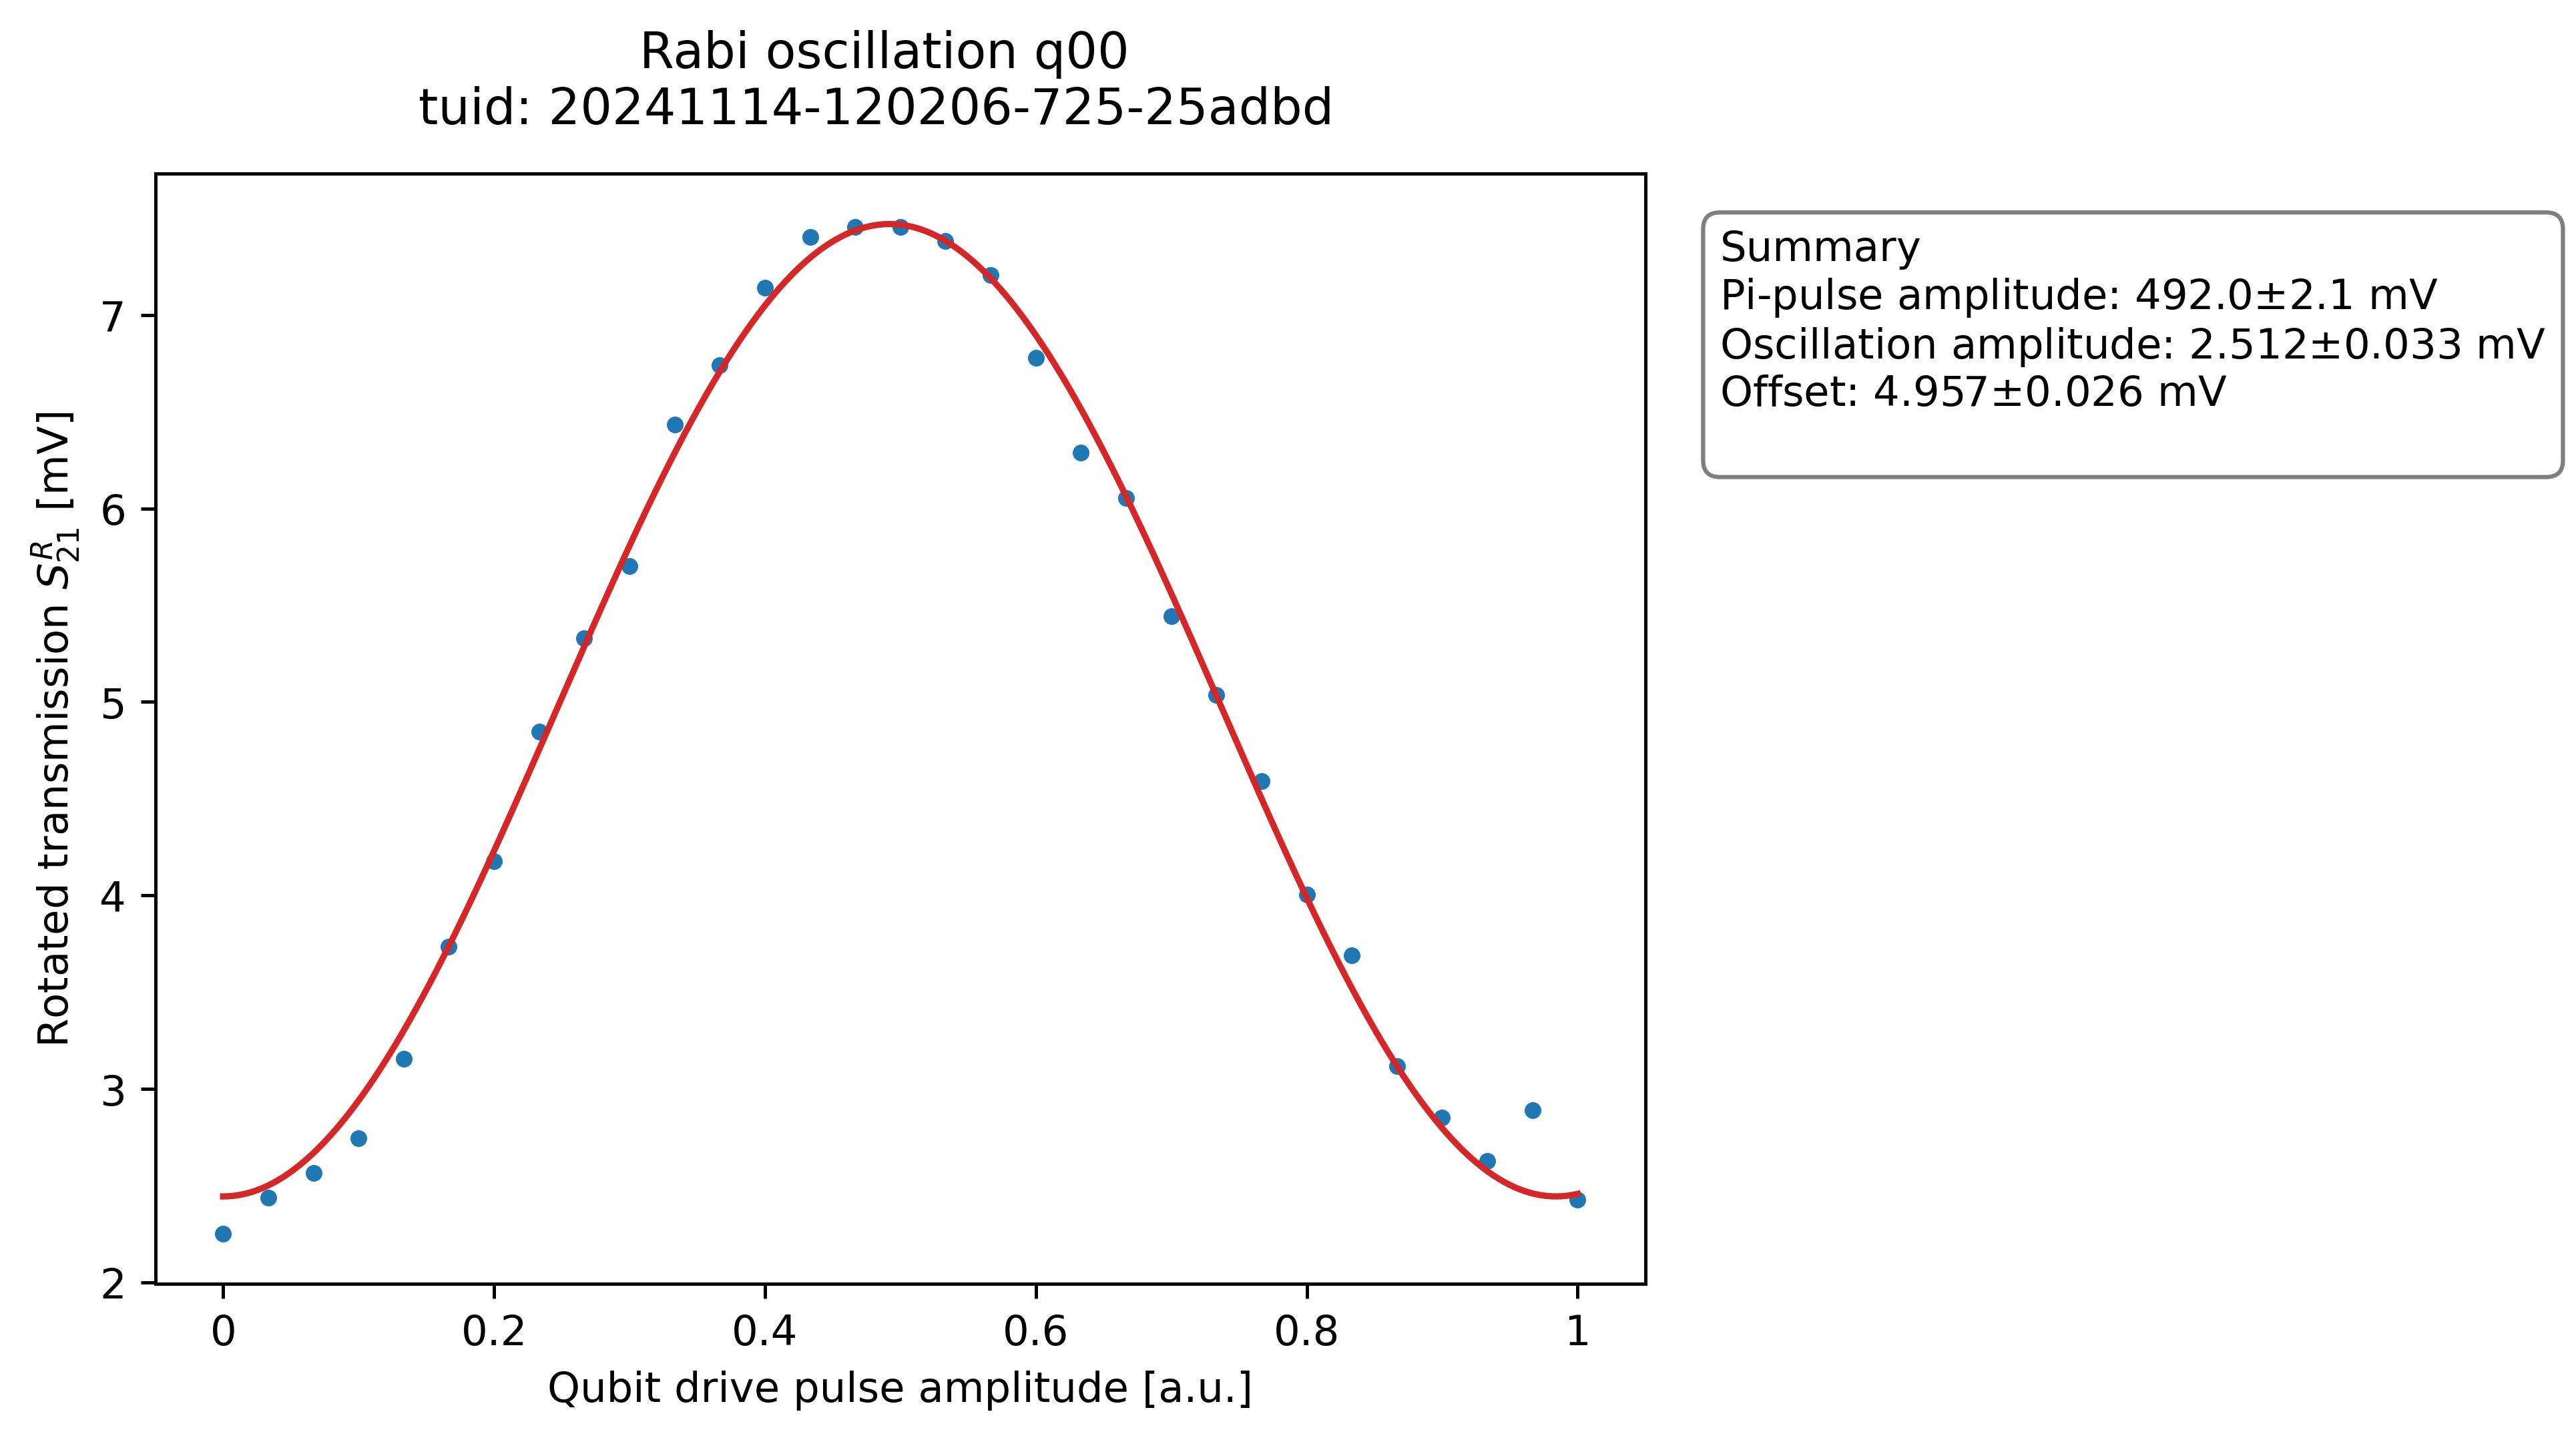 Rabi oscillation q00
tuid: 20241114-120206-725-25adbd
Rotated transmission $S_{21}^{R}$ [mV]
7
6
5
4
3
2
0
0.2
0.4
0.6
0.8
1
Qubit drive pulse amplitude [a.u.]
Summary
Pi-pulse amplitude: 492.0±2.1 mV
Oscillation amplitude: 2.512±0.033 mV
Offset: 4.957±0.026 mV